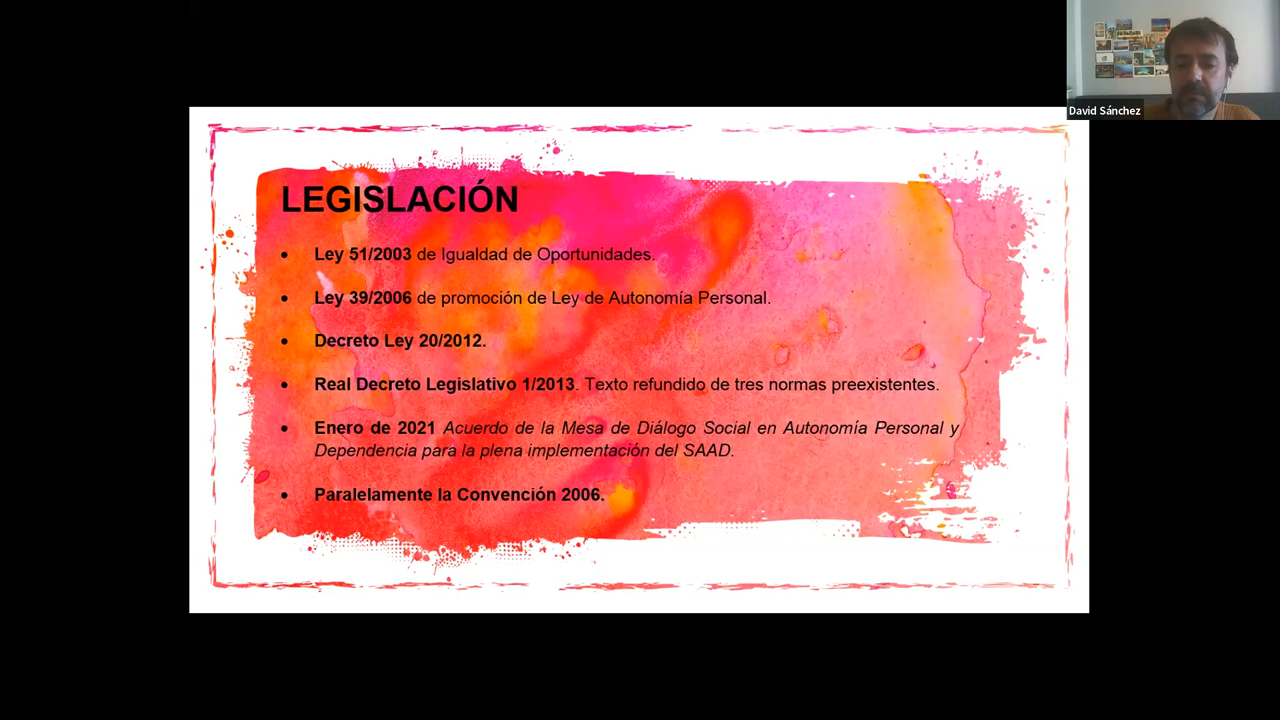 David Sánchez
LEGISLACIÓN
• Ley 51/2003 de Igualdad de Oportunidades.
• Ley 39/2006 de promoción de Ley de Autonomía Personal.
• Decreto Ley 20/2012.
• Real Decreto Legislativo 1/2013. Texto refundido de tres normas preexistentes.
• Enero de 2021 Acuerdo de la Mesa de Diálogo Social en Autonomía Personal y
Dependencia para la plena implementación del SAAD.
• Paralelamente la Convención 2006.